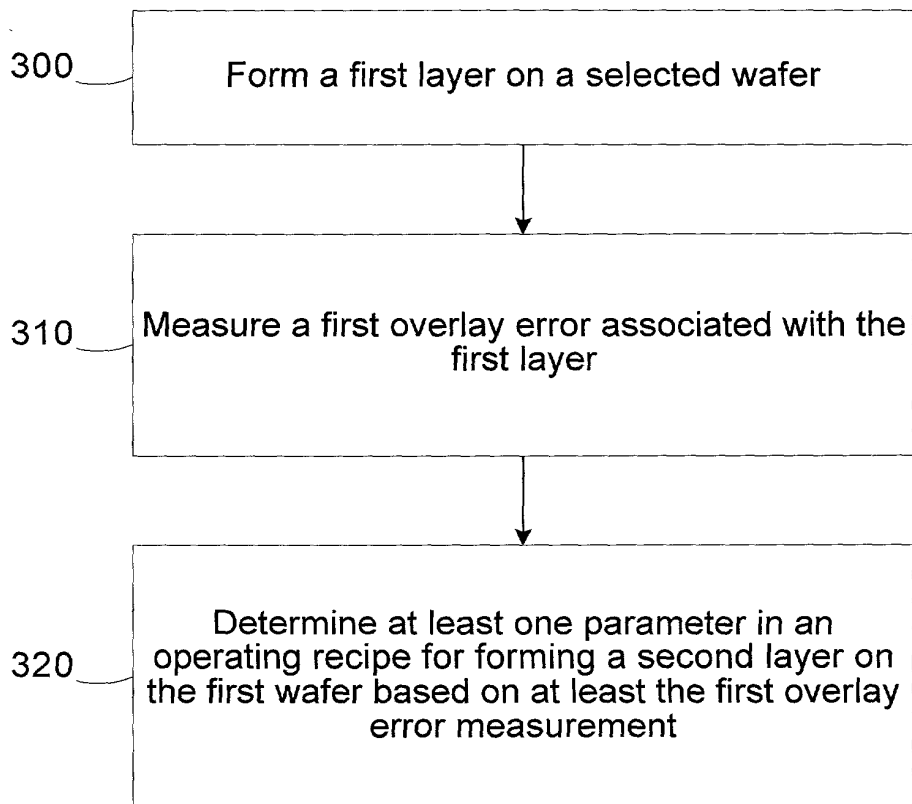 300
Form a first layer on a selected wafer
310
Measure a first overlay error associated with the
first layer
320
Determine at least one parameter in an
operating recipe for forming a second layer on
the first wafer based on at least the first overlay
error measurement